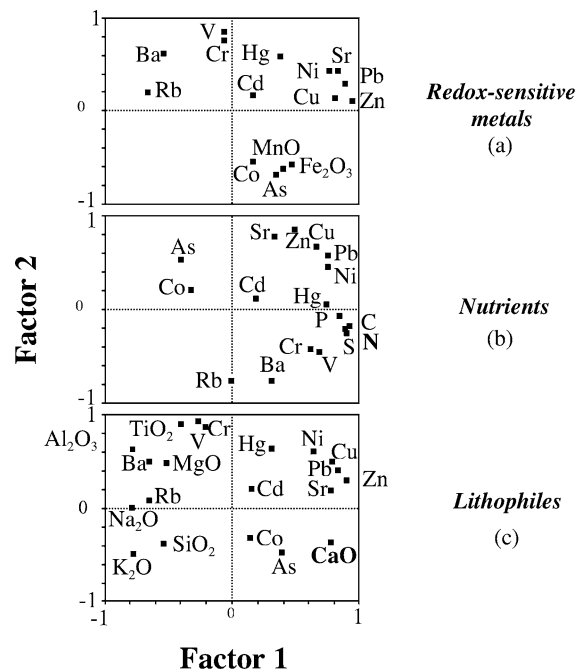 1
V
Cr
Ba
Hg
Sr
Ni
Pb
Rb
Cd
Cu
Zn
0
Redox-sensitive
metals
(a)
MnO
Co
Fe₂O₃
As
-1
1
As
Sr
Zn
Cu
Pb
Co
Cd
Ni
Hg
0
P
C
Nutrients
(b)
Cr
S
N
V
Rb
Ba
-1
1
Al₂O₃
TiO₂
V
Cr
Hg
Ni
Cu
Ba
MgO
Pb
Zn
Rb
Cd
Sr
0
Na₂O
Lithophiles
(c)
SiO₂
Co
K₂O
As
CaO
-1
-1
0
1
Factor 2
Factor 1